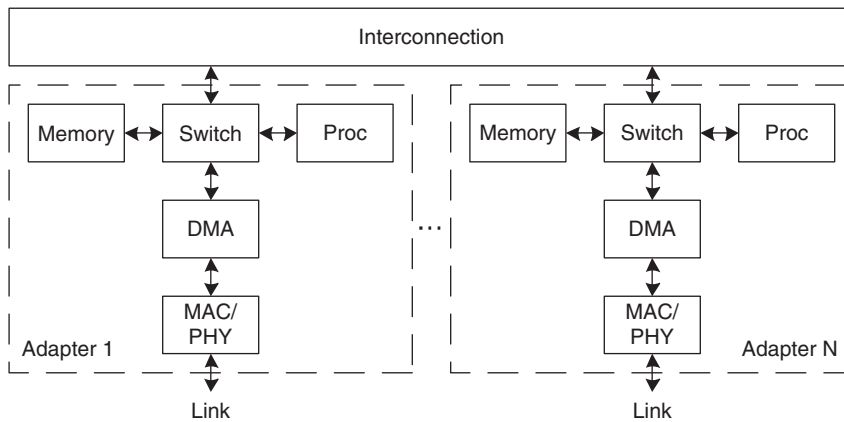 Interconnection
Memory
Switch
Proc
DMA
MAC/
PHY
Adapter 1
Link
...
Memory
Switch
Proc
DMA
MAC/
PHY
Adapter N
Link